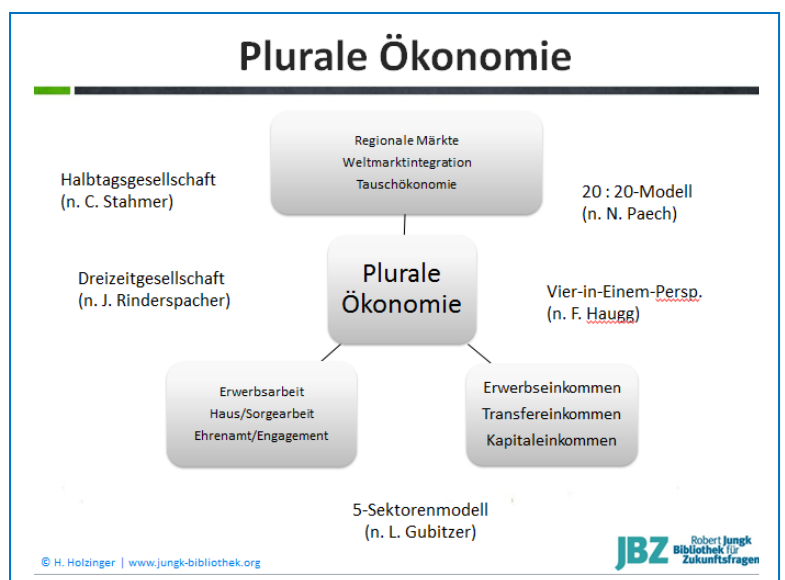 Plurale Ökonomie
Regionale Märkte
Weltmarktintegration
Tauschökonomie
Halbtagsgesellschaft
(n. C. Stahmer)
20 : 20-Modell
(n. N. Paech)
Plurale
Ökonomie
Dreizeitgesellschaft
(n. J. Rinderspacher)
Vier-in-Einem-Persp.
(n. F. Haugg)
Erwerbsarbeit
Haus/Sorgearbeit
Ehrenamt/Engagement
Erwerbseinkommen
Transfereinkommen
Kapitaleinkommen
5-Sektorenmodell
(n. L. Gubitzer)
© H. Holzinger | www.jungk-bibliothek.org
JBZ Robert Jungk
Bibliothek für
Zukunftsfragen